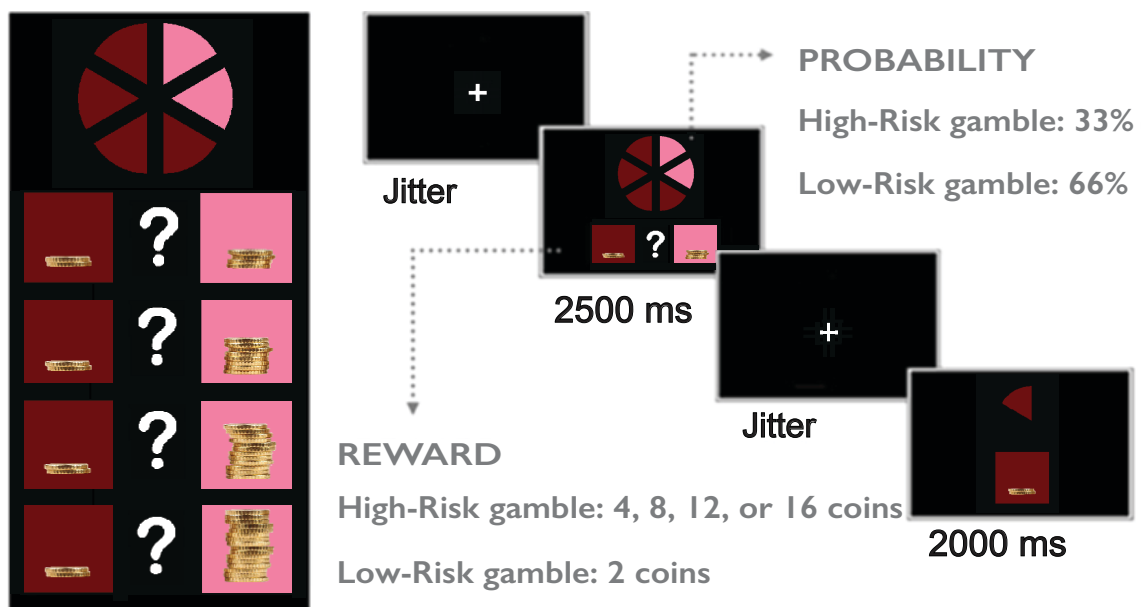 ?
?
?
?
Jitter
?
2500 ms
PROBABILITY
High-Risk gamble: 33%
Low-Risk gamble: 66%
Jitter
REWARD
High-Risk gamble: 4, 8, 12, or 16 coins
Low-Risk gamble: 2 coins
2000 ms